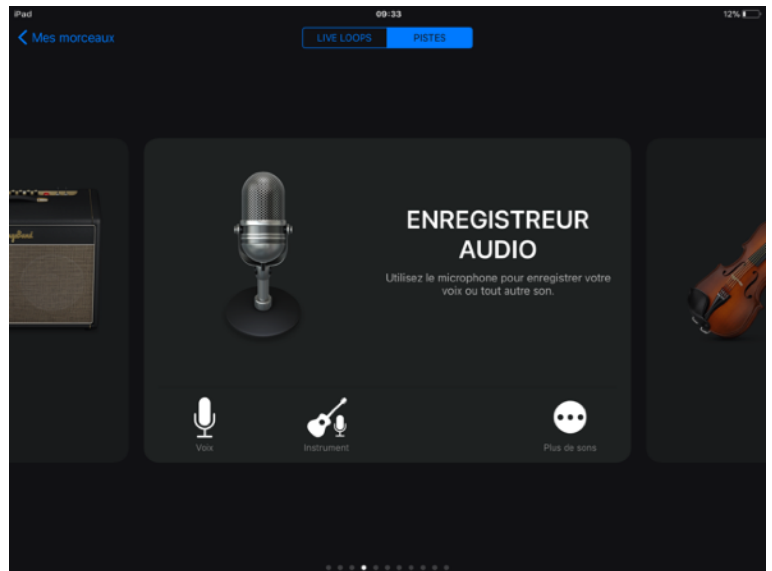 iPad 09:33 12%
Mes morceaux LIVE LOOPS PISTES
ENREGISTREUR
AUDIO
Utilisez le microphone pour enregistrer votre
voix ou tout autre son.
Voix Instrument Plus de sons